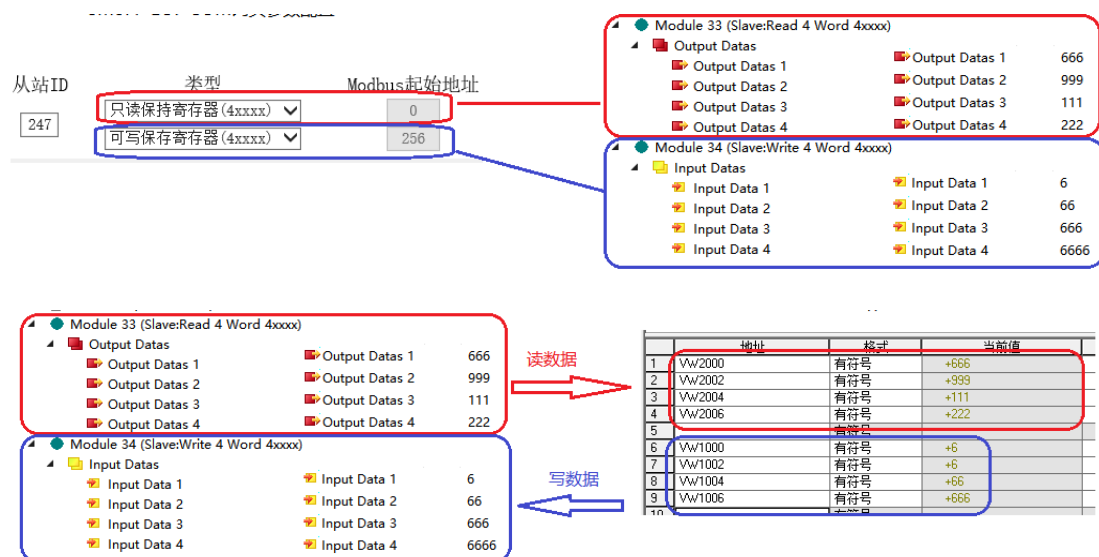 Module 33 (Slave:Read 4 Word 4xxxx)
Output Datas
Output Datas 1 Output Datas 1 666
Output Datas 2 Output Datas 2 999
Output Datas 3 Output Datas 3 111
Output Datas 4 Output Datas 4 222
从站ID 类型 Modbus起始地址
247 只读保持寄存器(4xxxx) 0
可写保存寄存器(4xxxx) 256
Module 34 (Slave:Write 4 Word 4xxxx)
Input Datas
Input Data 1 Input Data 1 6
Input Data 2 Input Data 2 66
Input Data 3 Input Data 3 666
Input Data 4 Input Data 4 6666
Module 33 (Slave:Read 4 Word 4xxxx)
Output Datas
Output Datas 1 Output Datas 1 666
Output Datas 2 Output Datas 2 999
Output Datas 3 Output Datas 3 111
Output Datas 4 Output Datas 4 222
Module 34 (Slave:Write 4 Word 4xxxx)
Input Datas
Input Data 1 Input Data 1 6
Input Data 2 Input Data 2 66
Input Data 3 Input Data 3 666
Input Data 4 Input Data 4 6666
读数据
写数据
地址 格式 当前值
1 VW2000 有符号 +666
2 VW2002 有符号 +999
3 VW2004 有符号 +111
4 VW2006 有符号 +222
5 有符号
6 VW1000 有符号 +6
7 VW1002 有符号 +6
8 VW1004 有符号 +66
9 VW1006 有符号 +666
10 有符号